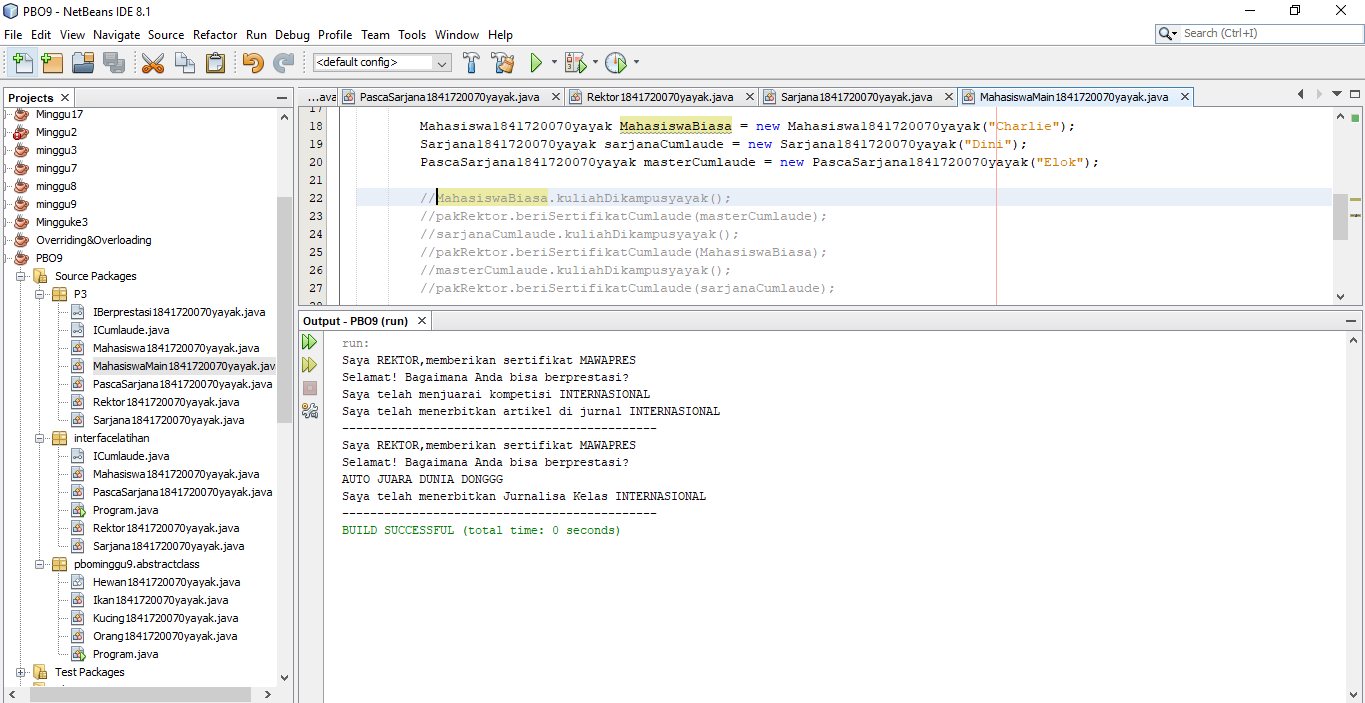 PBO9 - NetBeans IDE 8.1
File Edit View Navigate Source Refactor Run Debug Profile Team Tools Window Help
Search (Ctrl+I)
<default config>
Projects
Minggu17
Minggu2
minggu3
minggu7
minggu8
minggu9
Mingguke3
Overriding&Overloading
PBO9
Source Packages
P3
IBerprestasi1841720070yayak.java
ICumlaude.java
Mahasiswa1841720070yayak.java
MahasiswaMain1841720070yayak.jav
PascaSarjana1841720070yayak.java
Rektor1841720070yayak.java
Sarjana1841720070yayak.java
interfacelatihan
ICumlaude.java
Mahasiswa1841720070yayak.java
PascaSarjana1841720070yayak.java
Program.java
Rektor1841720070yayak.java
Sarjana1841720070yayak.java
pbominggu9.abstractclass
Hewan1841720070yayak.java
Ikan1841720070yayak.java
Kucing1841720070yayak.java
Orang1841720070yayak.java
Program.java
Test Packages
...ava PascaSarjana1841720070yayak.java Rektor1841720070yayak.java Sarjana1841720070yayak.java MahasiswaMain1841720070yayak.java
17
18 Mahasiswa1841720070yayak MahasiswaBiasa = new Mahasiswa1841720070yayak("Charlie");
19 Sarjana1841720070yayak sarjanaCumlaude = new Sarjana1841720070yayak("Dini");
20 PascaSarjana1841720070yayak masterCumlaude = new PascaSarjana1841720070yayak("Elok");
21
22 //MahasiswaBiasa.kuliahDikampusyayak();
23 //pakRektor.beriSertifikatCumlaude(masterCumlaude);
24 //sarjanaCumlaude.kuliahDikampusyayak();
25 //pakRektor.beriSertifikatCumlaude(MahasiswaBiasa);
26 //masterCumlaude.kuliahDikampusyayak();
27 //pakRektor.beriSertifikatCumlaude(sarjanaCumlaude);
Output - PBO9 (run)
run:
Saya REKTOR,memberikan sertifikat MAWAPRES
Selamat! Bagaimana Anda bisa berprestasi?
Saya telah menjuarai kompetisi INTERNASIONAL
Saya telah menerbitkan artikel di jurnal INTERNASIONAL
---------------------------------------------
Saya REKTOR,memberikan sertifikat MAWAPRES
Selamat! Bagaimana Anda bisa berprestasi?
AUTO JUARA DUNIA DONGGG
Saya telah menerbitkan Jurnalisa Kelas INTERNASIONAL
---------------------------------------------
BUILD SUCCESSFUL (total time: 0 seconds)